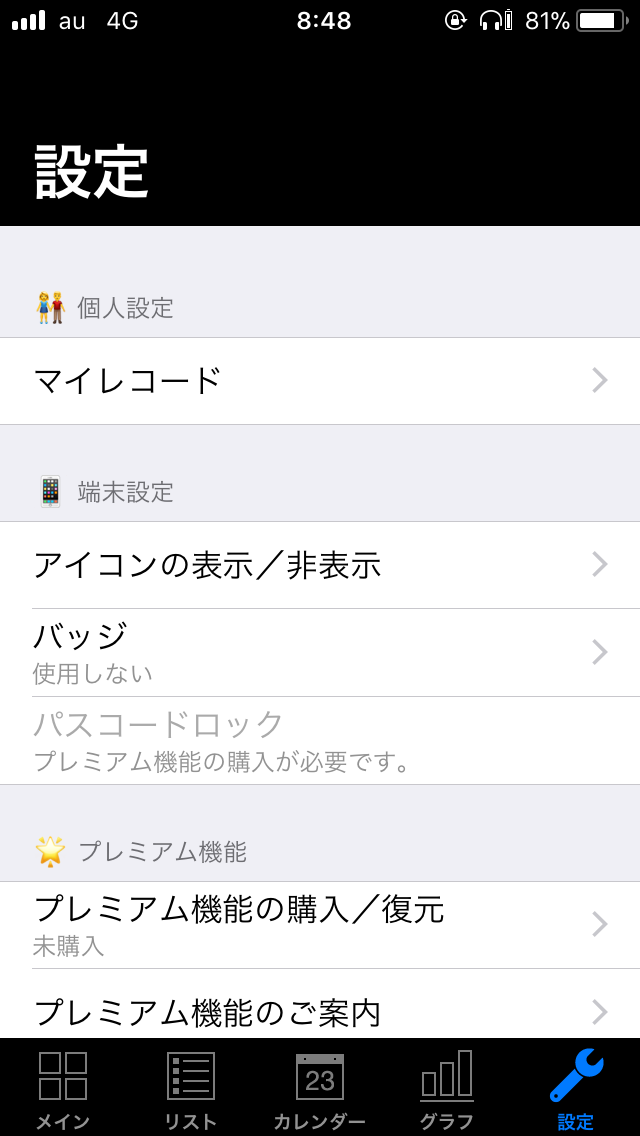 au 4G 8:48 81%
設定
個人設定
マイレコード
端末設定
アイコンの表示／非表示
バッジ
使用しない
パスコードロック
プレミアム機能の購入が必要です。
プレミアム機能
プレミアム機能の購入／復元
未購入
プレミアム機能のご案内
23
メイン リスト カレンダー グラフ 設定